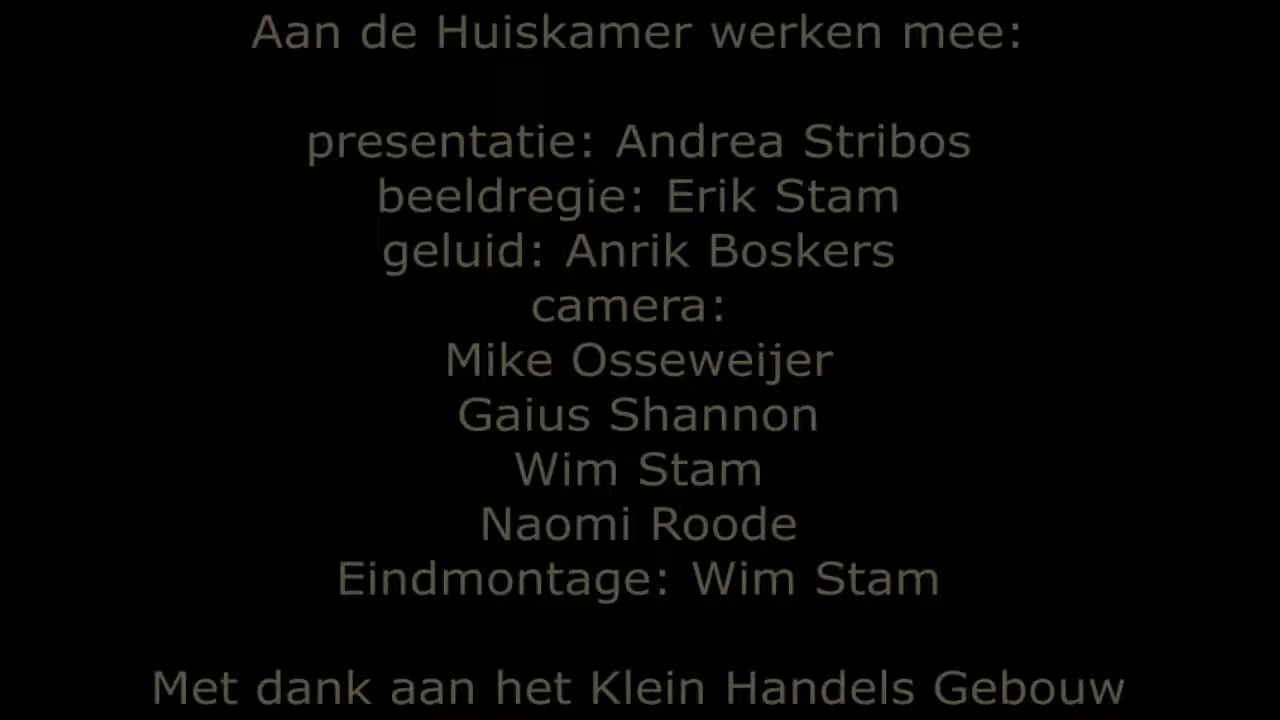 Aan de Huiskamer werken mee:
presentatie: Andrea Stribos
beeldregie: Erik Stam
geluid: Anrik Boskers
camera:
Mike Osseweijer
Gaius Shannon
Wim Stam
Naomi Roode
Eindmontage: Wim Stam
Met dank aan het Klein Handels Gebouw